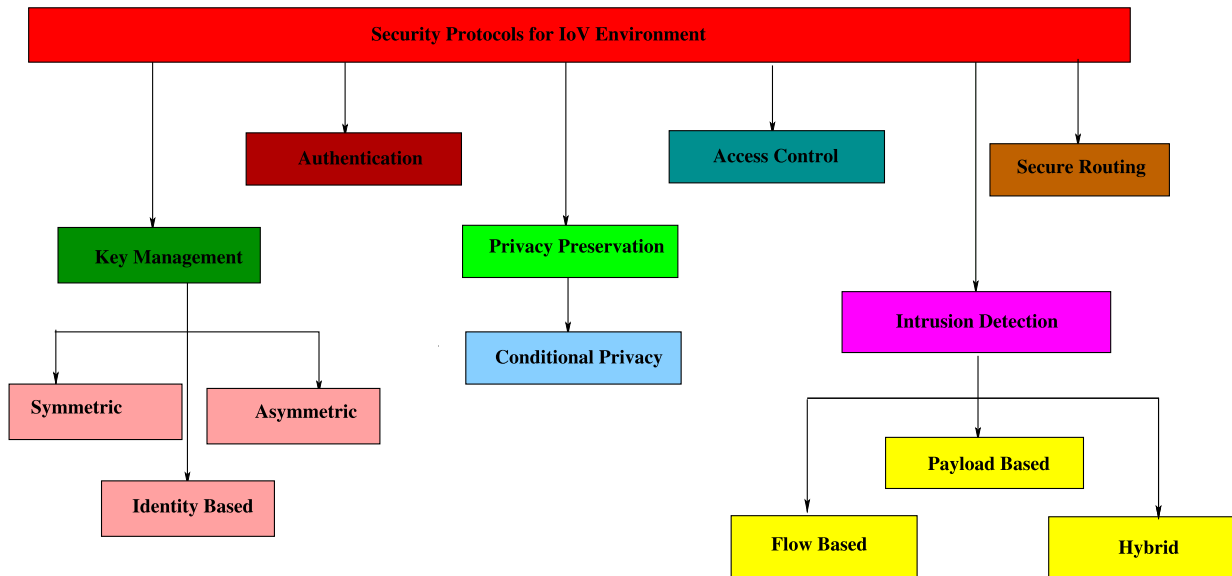 Security Protocols for IoV Environment
Authentication
Access Control
Secure Routing
Key Management
Privacy Preservation
Intrusion Detection
Conditional Privacy
Symmetric
Asymmetric
Payload Based
Identity Based
Flow Based
Hybrid